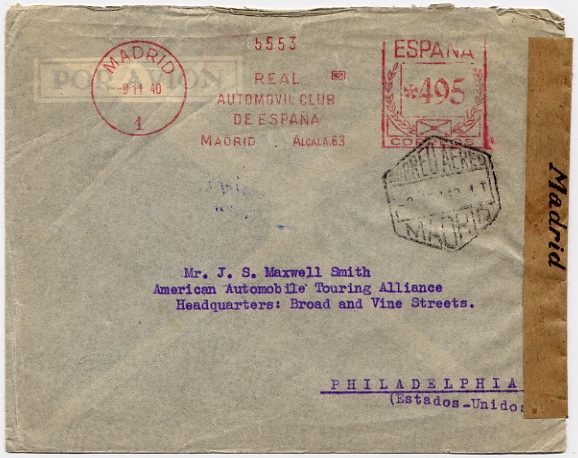 5553
MADRID
-9 11 40
1
POR AVION
REAL
AUTOMOVIL CLUB
DE ESPAÑA
MADRID ALCALA,63
ESPAÑA
*495
CORREOS
CORREO AEREO
MADRID
Madrid
Mr. J. S. Maxwell Smith
American Automobile Touring Alliance
Headquarters: Broad and Vine Streets.
PHILADELPHIA
(Estados-Unidos